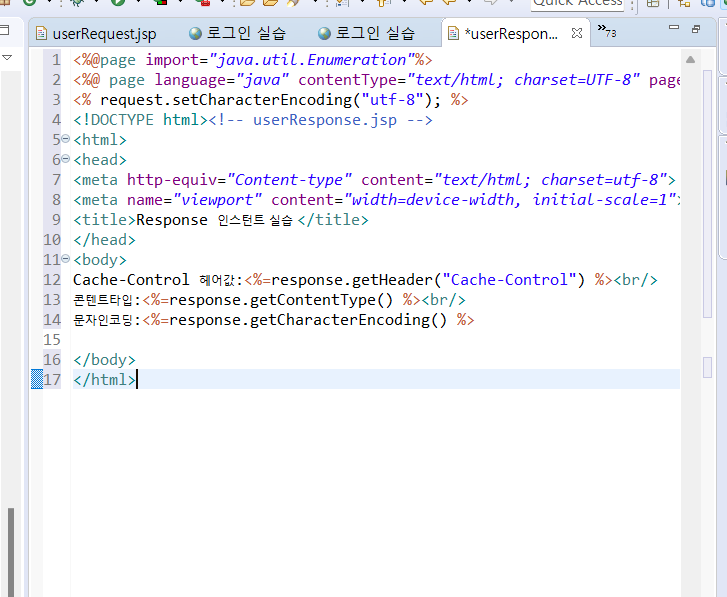 Quick Access
userRequest.jsp
로그인 실습
로그인 실습
*userRespon...
73
1 <%@page import="java.util.Enumeration"%>
2 <%@ page language="java" contentType="text/html; charset=UTF-8" page
3 <% request.setCharacterEncoding("utf-8"); %>
4 <!DOCTYPE html><!-- userResponse.jsp -->
5 <html>
6 <head>
7 <meta http-equiv="Content-type" content="text/html; charset=utf-8">
8 <meta name="viewport" content="width=device-width, initial-scale=1">
9 <title>Response 인스턴트 실습 </title>
10 </head>
11 <body>
12 Cache-Control 헤어값:<%=response.getHeader("Cache-Control") %><br/>
13 콘텐트타입:<%=response.getContentType() %><br/>
14 문자인코딩:<%=response.getCharacterEncoding() %>
15
16 </body>
17 </html>